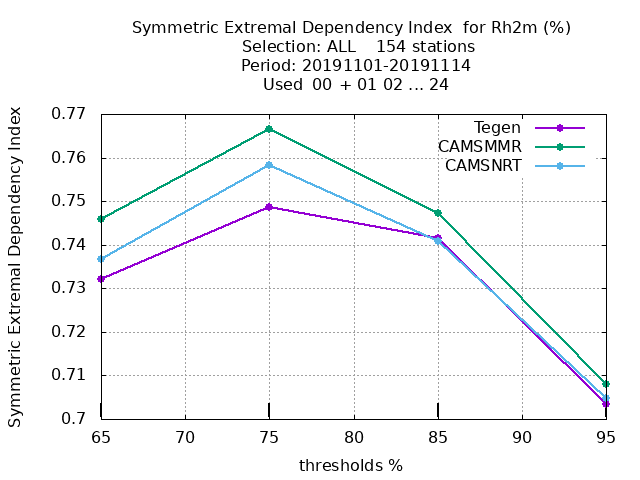 Symmetric Extremal Dependency Index  for Rh2m (%)
Selection: ALL    154 stations
Period: 20191101-20191114
Used  00  + 01 02 ... 24
Symmetric Extremal Dependency Index
0.77
0.76
0.75
0.74
0.73
0.72
0.71
0.7
Tegen
CAMSMMR
CAMSNRT
65 70 75 80 85 90 95
thresholds %